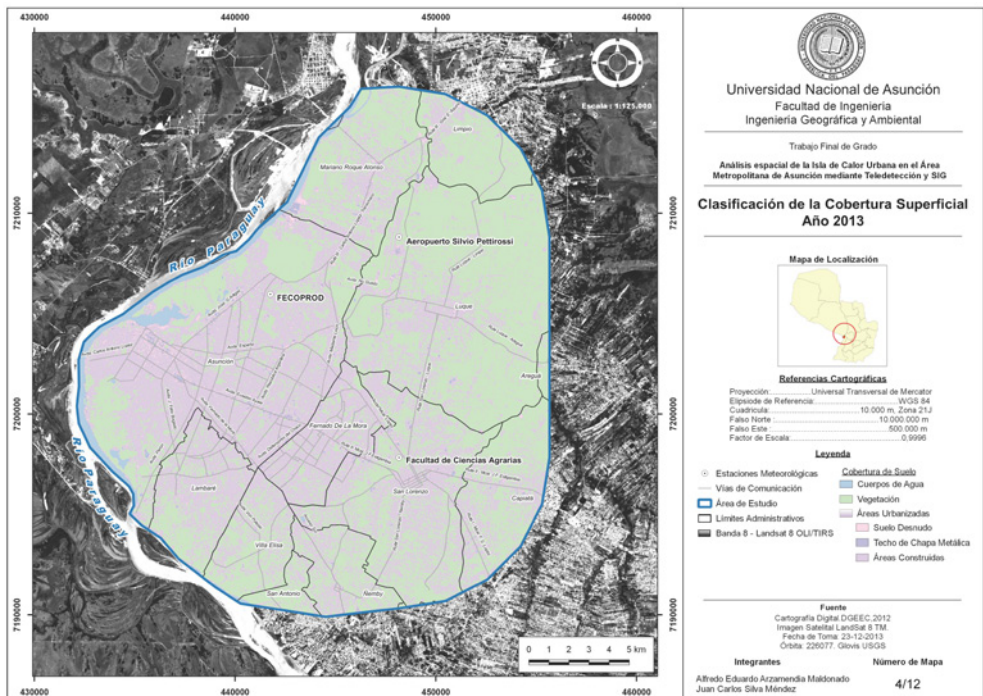 430000
440000
450000
460000
7210000
7200000
7190000
7210000
7200000
7190000
430000
440000
450000
460000
Escala : 1:125.000
Limpio
Mariano Roque Alonso
Río Paraguay
Aeropuerto Silvio Pettirossi
FECOPROD
Luque
Asunción
Areguá
Fernado De La Mora
Facultad de Ciencias Agrarias
San Lorenzo
Lambaré
Capiatá
Río Paraguay
Villa Elisa
San Antonio
Ñemby
0 1 2 3 4 5 km
Universidad Nacional de Asunción
Facultad de Ingeniería
Ingeniería Geográfica y Ambiental
Trabajo Final de Grado
Análisis espacial de la Isla de Calor Urbana en el Área
Metropolitana de Asunción mediante Teledetección y SIG
Clasificación de la Cobertura Superficial
Año 2013
Mapa de Localización
Referencias Cartográficas
Proyección:..............Universal Transversal de Mercator
Elipsoide de Referencia:..............WGS 84
Cuadrícula:..............10.000 m, Zona 21J
Falso Norte :..............10.000.000 m
Falso Este :..............500.000 m
Factor de Escala:..............0,9996
Leyenda
Estaciones Meteorológicas
Vías de Comunicación
Área de Estudio
Límites Administrativos
Banda 8 - Landsat 8 OLI/TIRS
Cobertura de Suelo
Cuerpos de Agua
Vegetación
Áreas Urbanizadas
Suelo Desnudo
Techo de Chapa Metálica
Áreas Construidas
Fuente
Cartografía Digital.DGEEC,2012
Imagen Satelital LandSat 8 TM.
Fecha de Toma: 23-12-2013
Órbita: 226077. Glovis USGS
Integrantes
Alfredo Eduardo Arzamendia Maldonado
Juan Carlos Silva Méndez
Número de Mapa
4/12